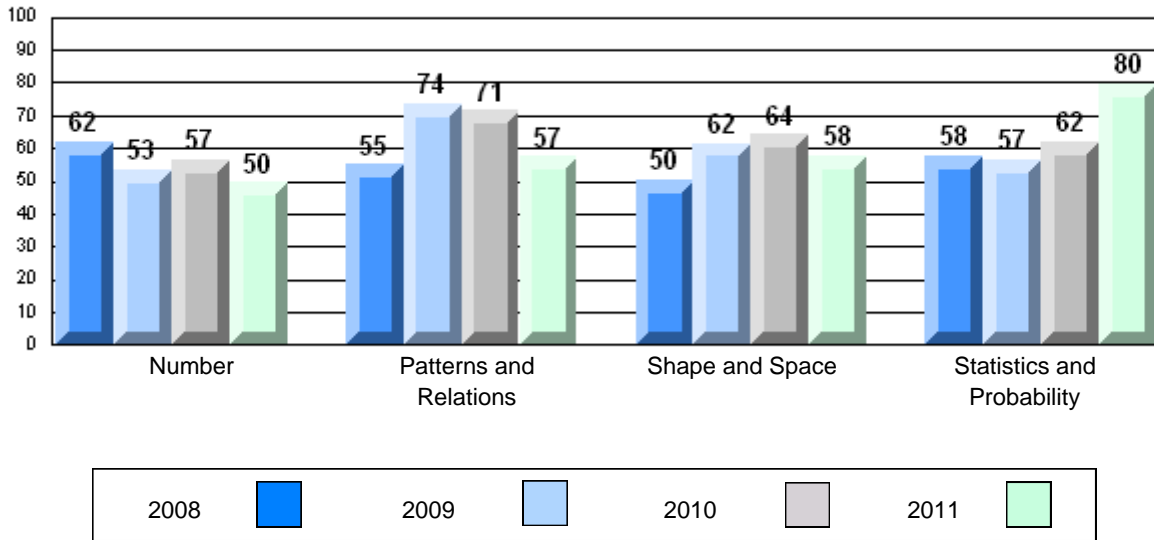 100
90
80
70
60
50
40
30
20
10
0
62 53 57 50
55 74 71 57
50 62 64 58
58 57 62 80
Number
Patterns and
Relations
Shape and Space
Statistics and
Probability
2008 2009 2010 2011